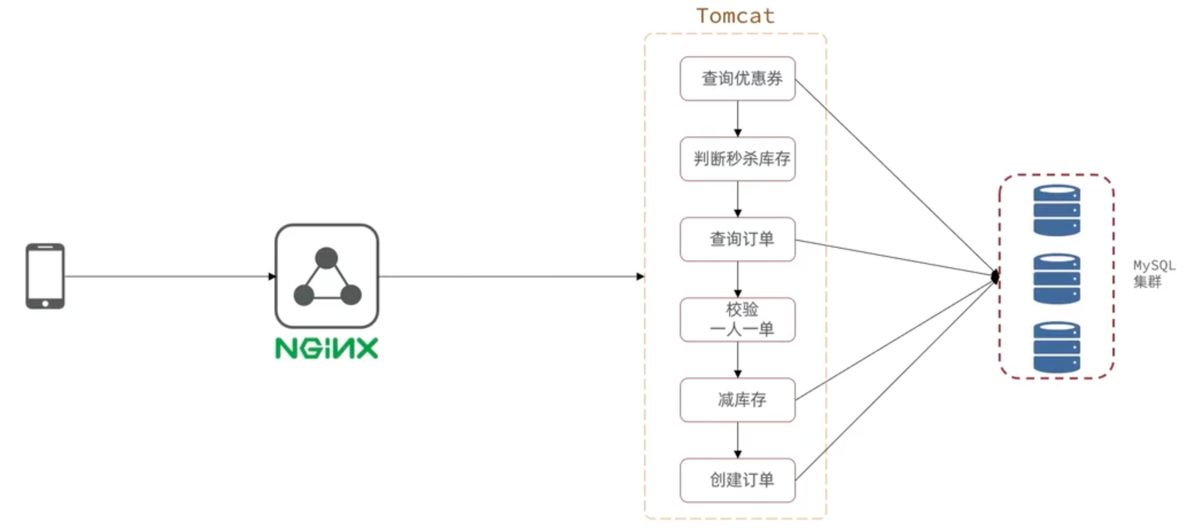 Tomcat
查询优惠券
判断秒杀库存
查询订单
校验
一人一单
减库存
创建订单
NGiNX
MySQL
集群